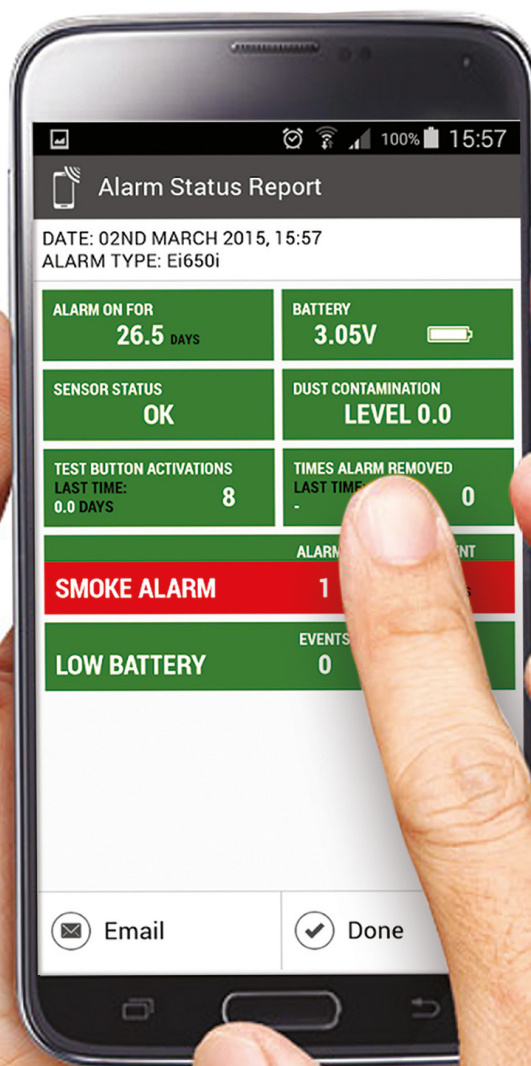 100% 15:57
Alarm Status Report
DATE: 02ND MARCH 2015, 15:57
ALARM TYPE: Ei650i
ALARM ON FOR
26.5 DAYS
BATTERY
3.05V
SENSOR STATUS
OK
DUST CONTAMINATION
LEVEL 0.0
TEST BUTTON ACTIVATIONS
LAST TIME:
0.0 DAYS
8
TIMES ALARM REMOVED
LAST TIME:
-
0
ALARM
SMOKE ALARM 1
EVENTS
LOW BATTERY 0
Email
Done